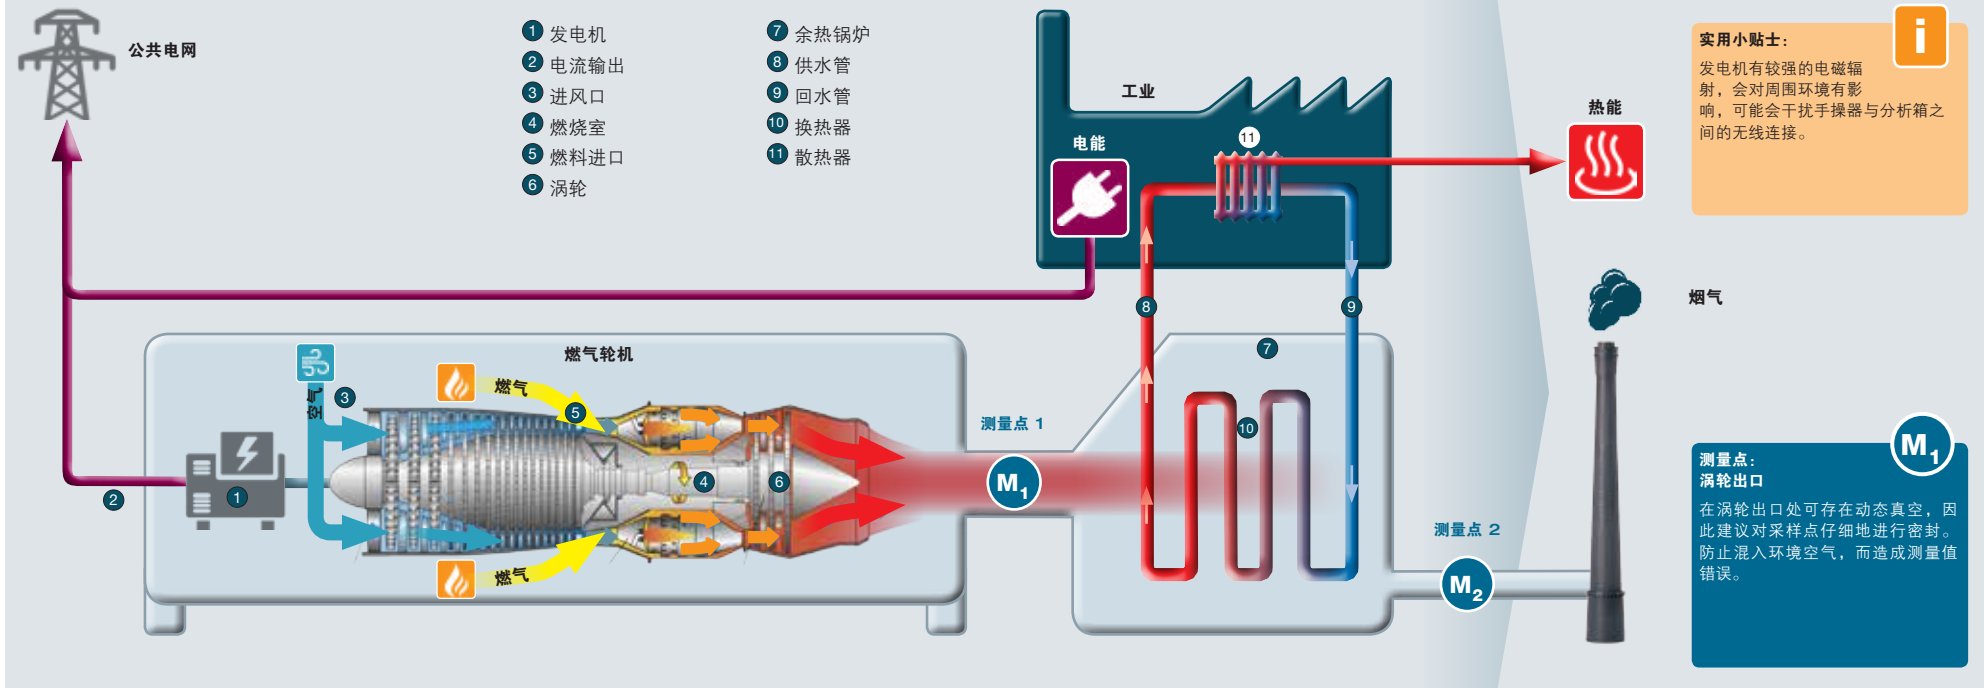 公共电网
1 发电机
2 电流输出
3 进风口
4 燃烧室
5 燃料进口
6 涡轮
7 余热锅炉
8 供水管
9 回水管
10 换热器
11 散热器
工业
电能
11
热能
实用小贴士：
i
发电机有较强的电磁辐
射，会对周围环境有影
响，可能会干扰手操器与分析箱之
间的无线连接。
8
9
烟气
燃气轮机
7
空气
3
燃气
5
测量点 1
10
M1
1
2
4
6
燃气
测量点 2
M2
测量点：
涡轮出口
M1
在涡轮出口处可存在动态真空，因
此建议对采样点仔细地进行密封。
防止混入环境空气，而造成测量值
错误。